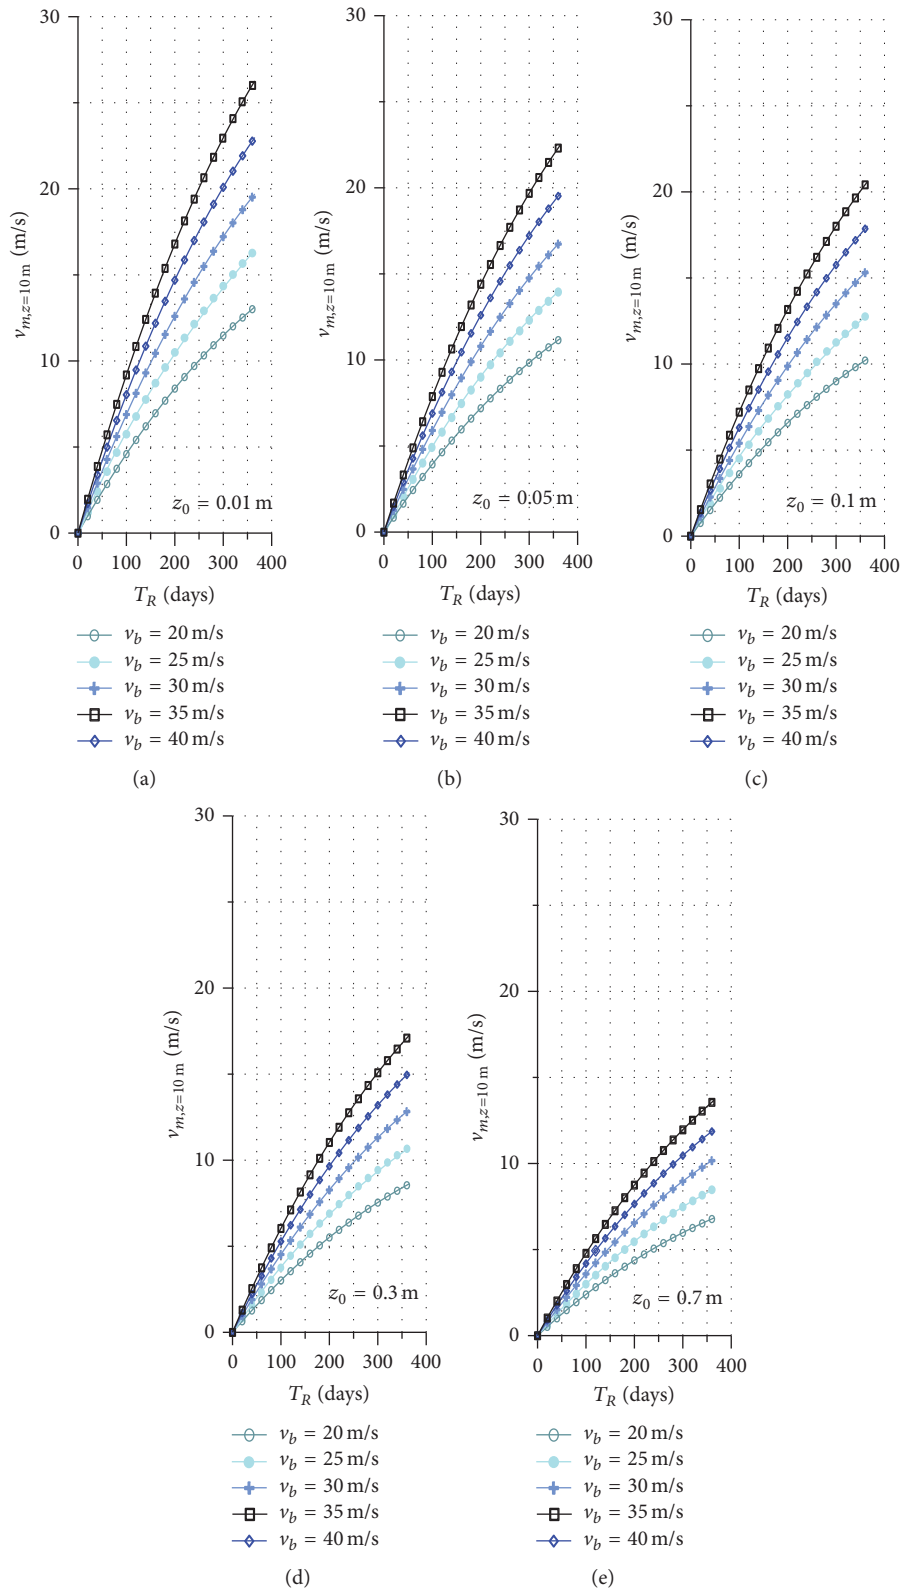 30
20
10
0
v_{m,z=10 m} (m/s)
z_0 = 0.01 m
0 100 200 300 400
T_R (days)
v_b = 20 m/s
v_b = 25 m/s
v_b = 30 m/s
v_b = 35 m/s
v_b = 40 m/s
(a)
30
20
10
0
v_{m,z=10 m} (m/s)
z_0 = 0.05 m
0 100 200 300 400
T_R (days)
v_b = 20 m/s
v_b = 25 m/s
v_b = 30 m/s
v_b = 35 m/s
v_b = 40 m/s
(b)
30
20
10
0
v_{m,z=10 m} (m/s)
z_0 = 0.1 m
0 100 200 300 400
T_R (days)
v_b = 20 m/s
v_b = 25 m/s
v_b = 30 m/s
v_b = 35 m/s
v_b = 40 m/s
(c)
30
20
10
0
v_{m,z=10 m} (m/s)
z_0 = 0.3 m
0 100 200 300 400
T_R (days)
v_b = 20 m/s
v_b = 25 m/s
v_b = 30 m/s
v_b = 35 m/s
v_b = 40 m/s
(d)
30
20
10
0
v_{m,z=10 m} (m/s)
z_0 = 0.7 m
0 100 200 300 400
T_R (days)
v_b = 20 m/s
v_b = 25 m/s
v_b = 30 m/s
v_b = 35 m/s
v_b = 40 m/s
(e)